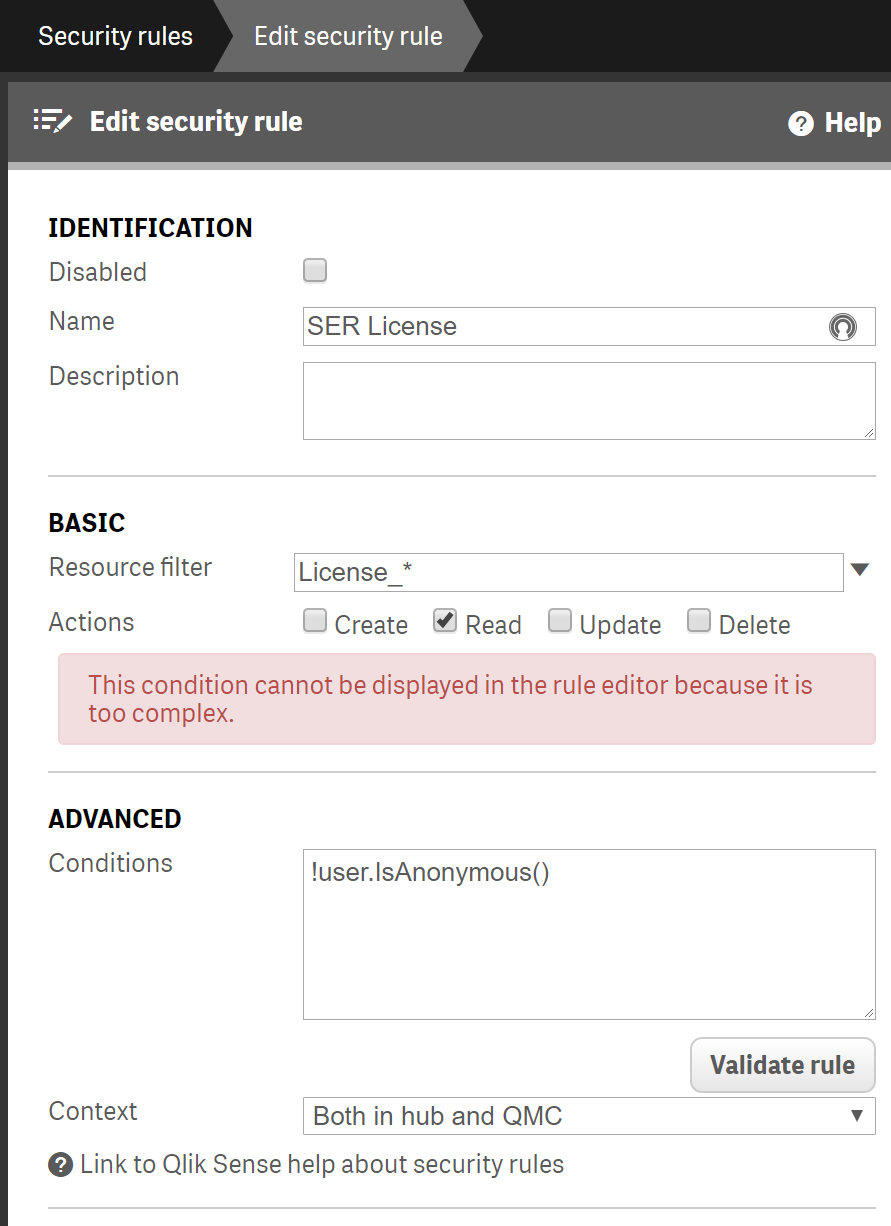 Security rules Edit security rule
Edit security rule ? Help
IDENTIFICATION
Disabled
Name SER License
Description
BASIC
Resource filter License_*
Actions Create Read Update Delete
This condition cannot be displayed in the rule editor because it is
too complex.
ADVANCED
Conditions !user.IsAnonymous()
Validate rule
Context Both in hub and QMC
? Link to Qlik Sense help about security rules